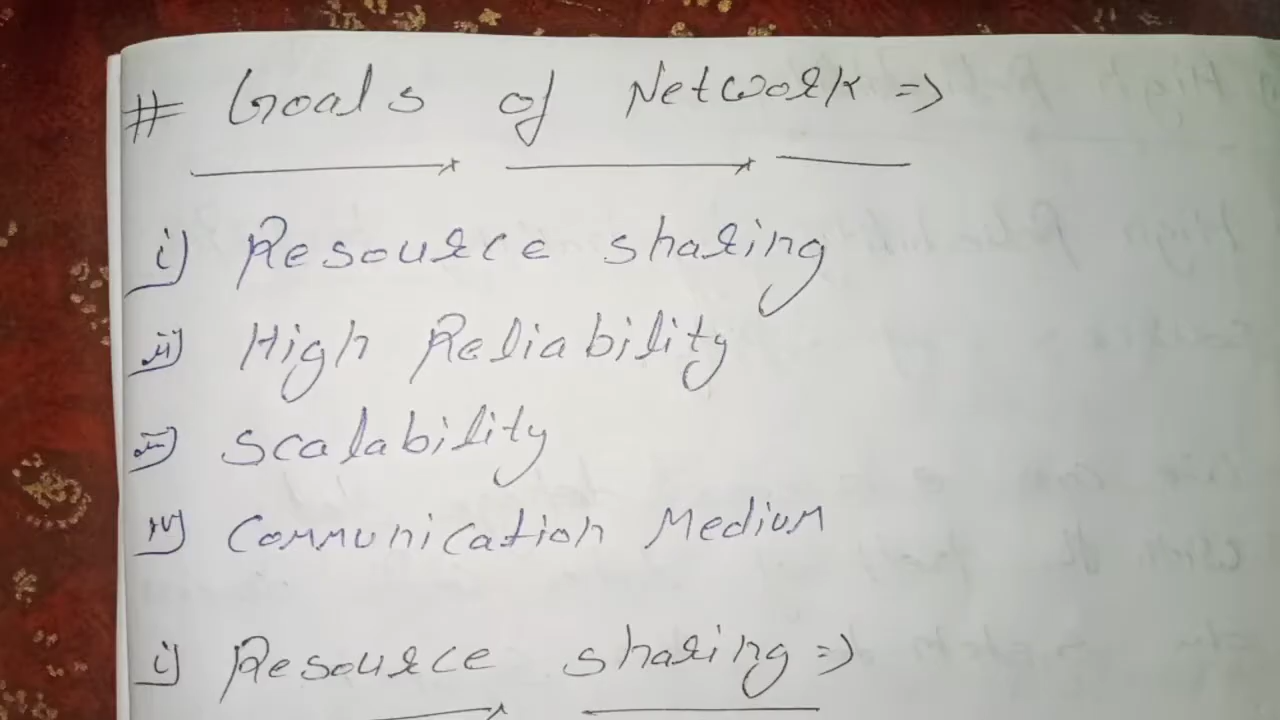 # Goals of Network =>
i) Resource sharing
ii) High Reliability
iii) Scalability
iv) Communication Medium
i) Resource sharing =>